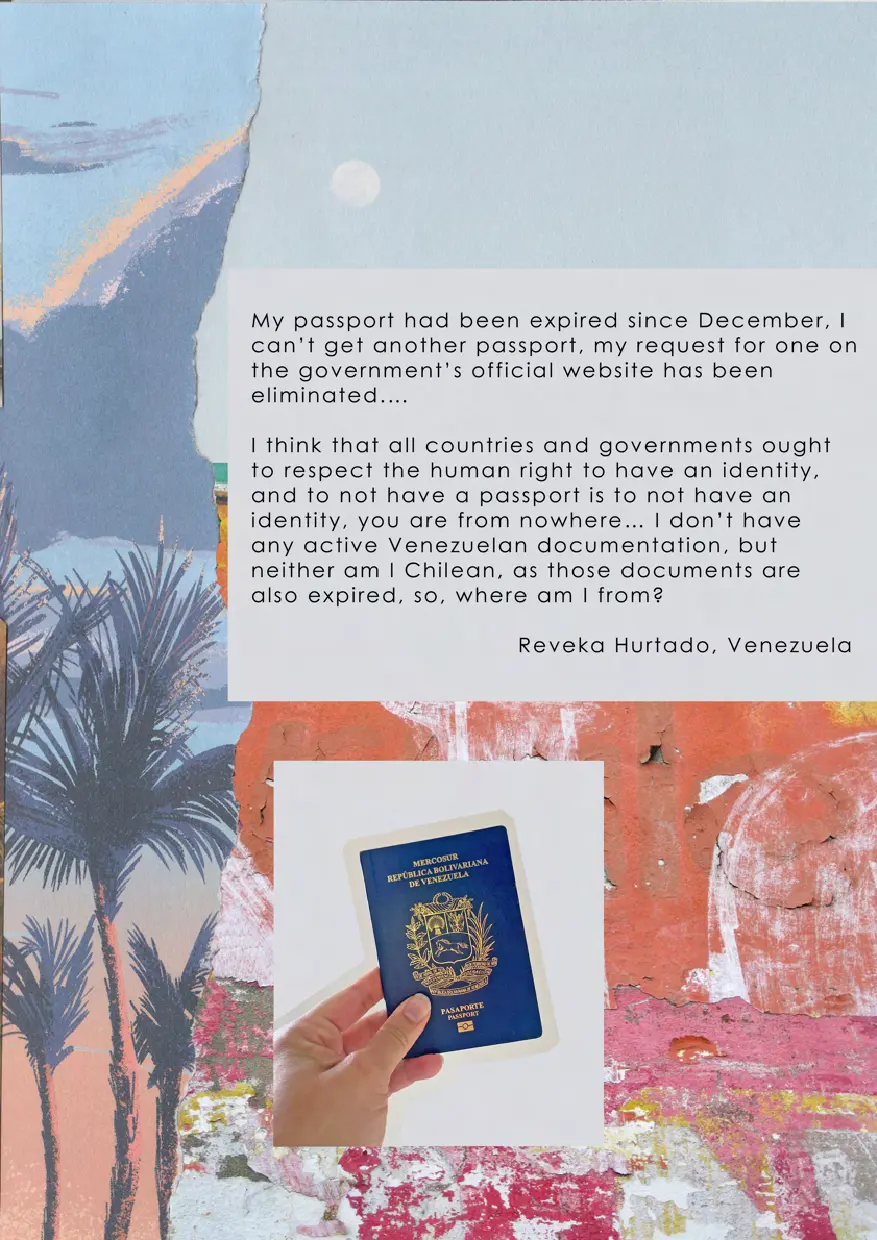 My passport had been expired since December, I
can't get another passport, my request for one on
the government's official website has been
eliminated....
I think that all countries and governments ought
to respect the human right to have an identity,
and to not have a passport is to not have an
identity, you are from nowhere... I don't have
any active Venezuelan documentation, but
neither am I Chilean, as those documents are
also expired, so, where am I from?
Reveka Hurtado, Venezuela
MERCOSUR
REPÚBLICA BOLIVARIANA
DE VENEZUELA
PASAPORTE
PASSPORT